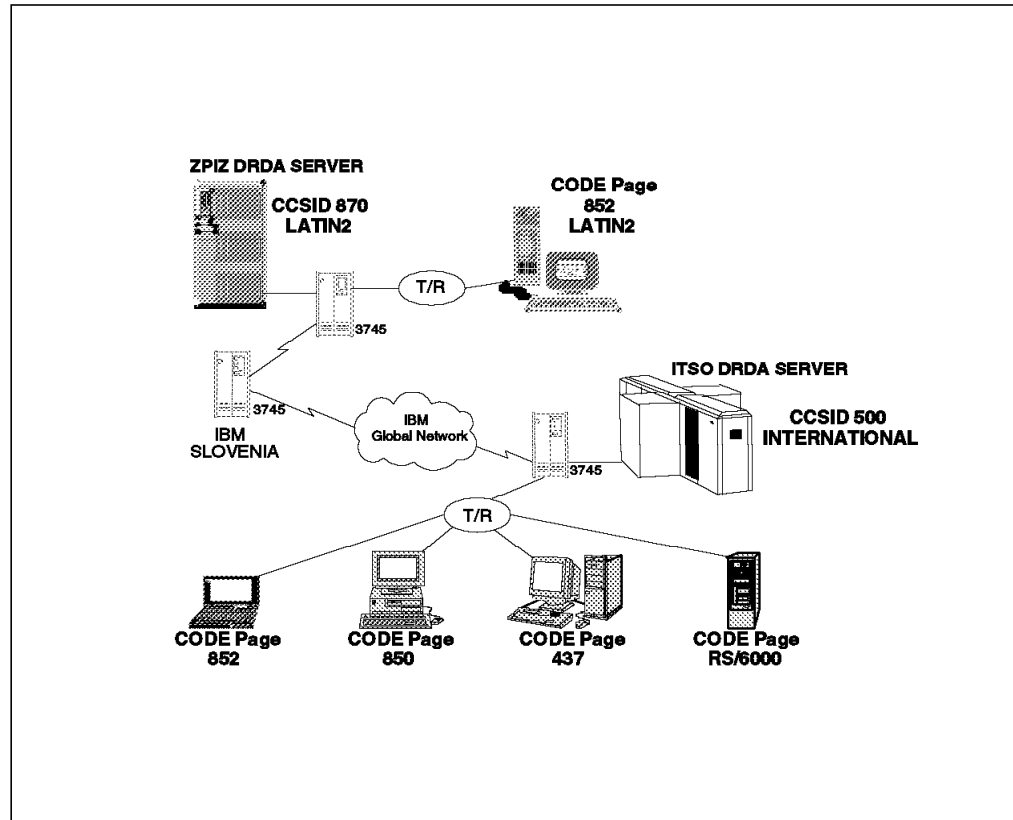 ZPIZ DRDA SERVER
CCSID 870
LATIN2
CODE Page
852
LATIN2
T/R
3745
3745
IBM
SLOVENIA
IBM
Global Network
ITSO DRDA SERVER
CCSID 500
INTERNATIONAL
3745
T/R
CODE Page
852
CODE Page
850
CODE Page
437
CODE Page
RS/6000